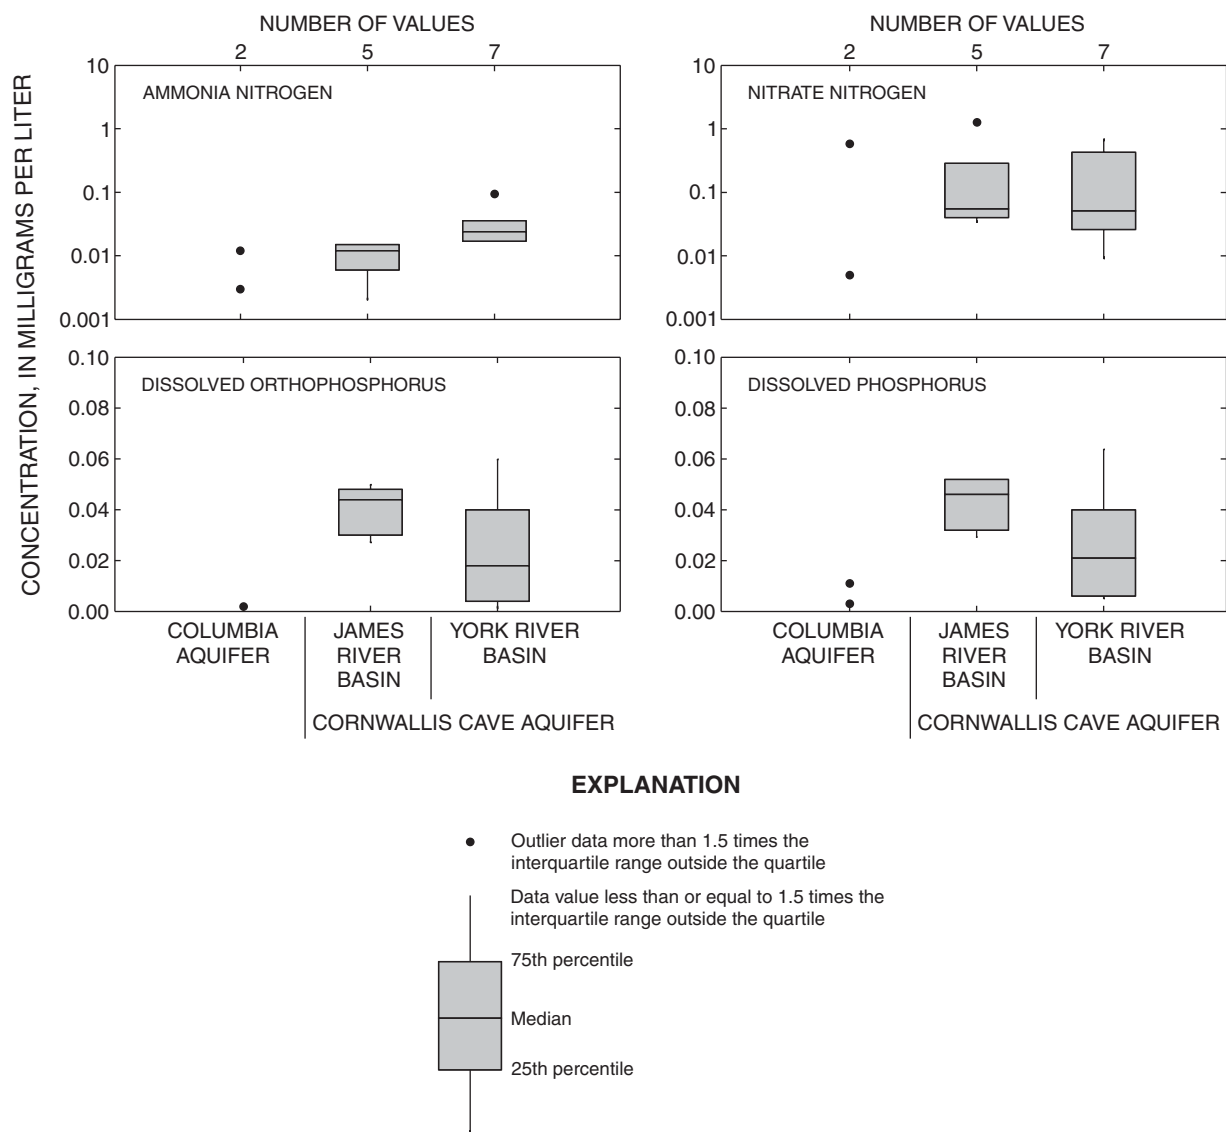 NUMBER OF VALUES
2 5 7
NUMBER OF VALUES
2 5 7
CONCENTRATION, IN MILLIGRAMS PER LITER
AMMONIA NITROGEN
10
1
0.1
0.01
0.001
NITRATE NITROGEN
10
1
0.1
0.01
0.001
DISSOLVED ORTHOPHOSPHORUS
0.10
0.08
0.06
0.04
0.02
0.00
DISSOLVED PHOSPHORUS
0.10
0.08
0.06
0.04
0.02
0.00
COLUMBIA
AQUIFER
JAMES
RIVER
BASIN
YORK RIVER
BASIN
CORNWALLIS CAVE AQUIFER
COLUMBIA
AQUIFER
JAMES
RIVER
BASIN
YORK RIVER
BASIN
CORNWALLIS CAVE AQUIFER
EXPLANATION
Outlier data more than 1.5 times the
interquartile range outside the quartile
Data value less than or equal to 1.5 times the
interquartile range outside the quartile
75th percentile
Median
25th percentile